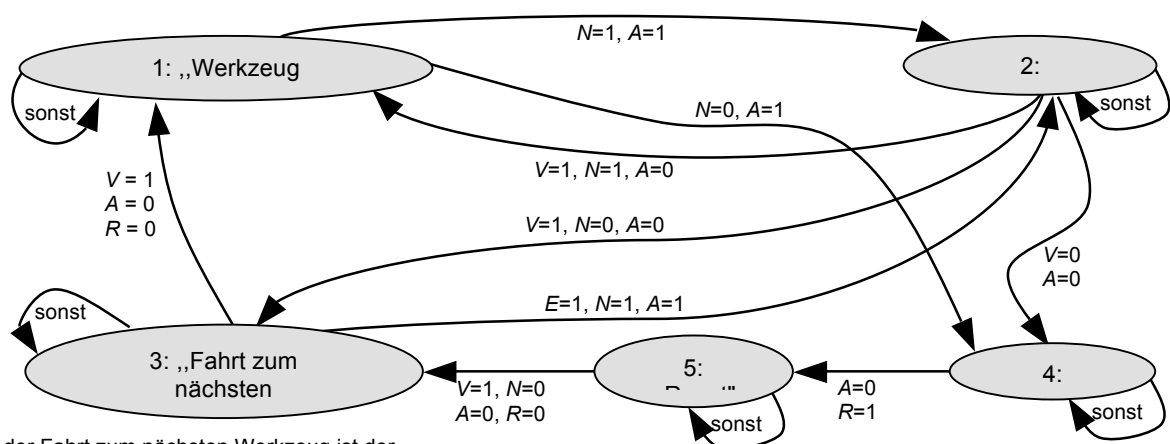 N=1, A=1
1: ,,Werkzeug
2:
sonst
sonst
N=0, A=1
V=1, N=1, A=0
V = 1
A = 0
R = 0
V=1, N=0, A=0
V=0
A=0
E=1, N=1, A=1
sonst
3: ,,Fahrt zum
nächsten
5:
4:
V=1, N=0
A=0, R=0
A=0
R=1
sonst
sonst
der Fahrt zum nächsten Werkzeug ist der